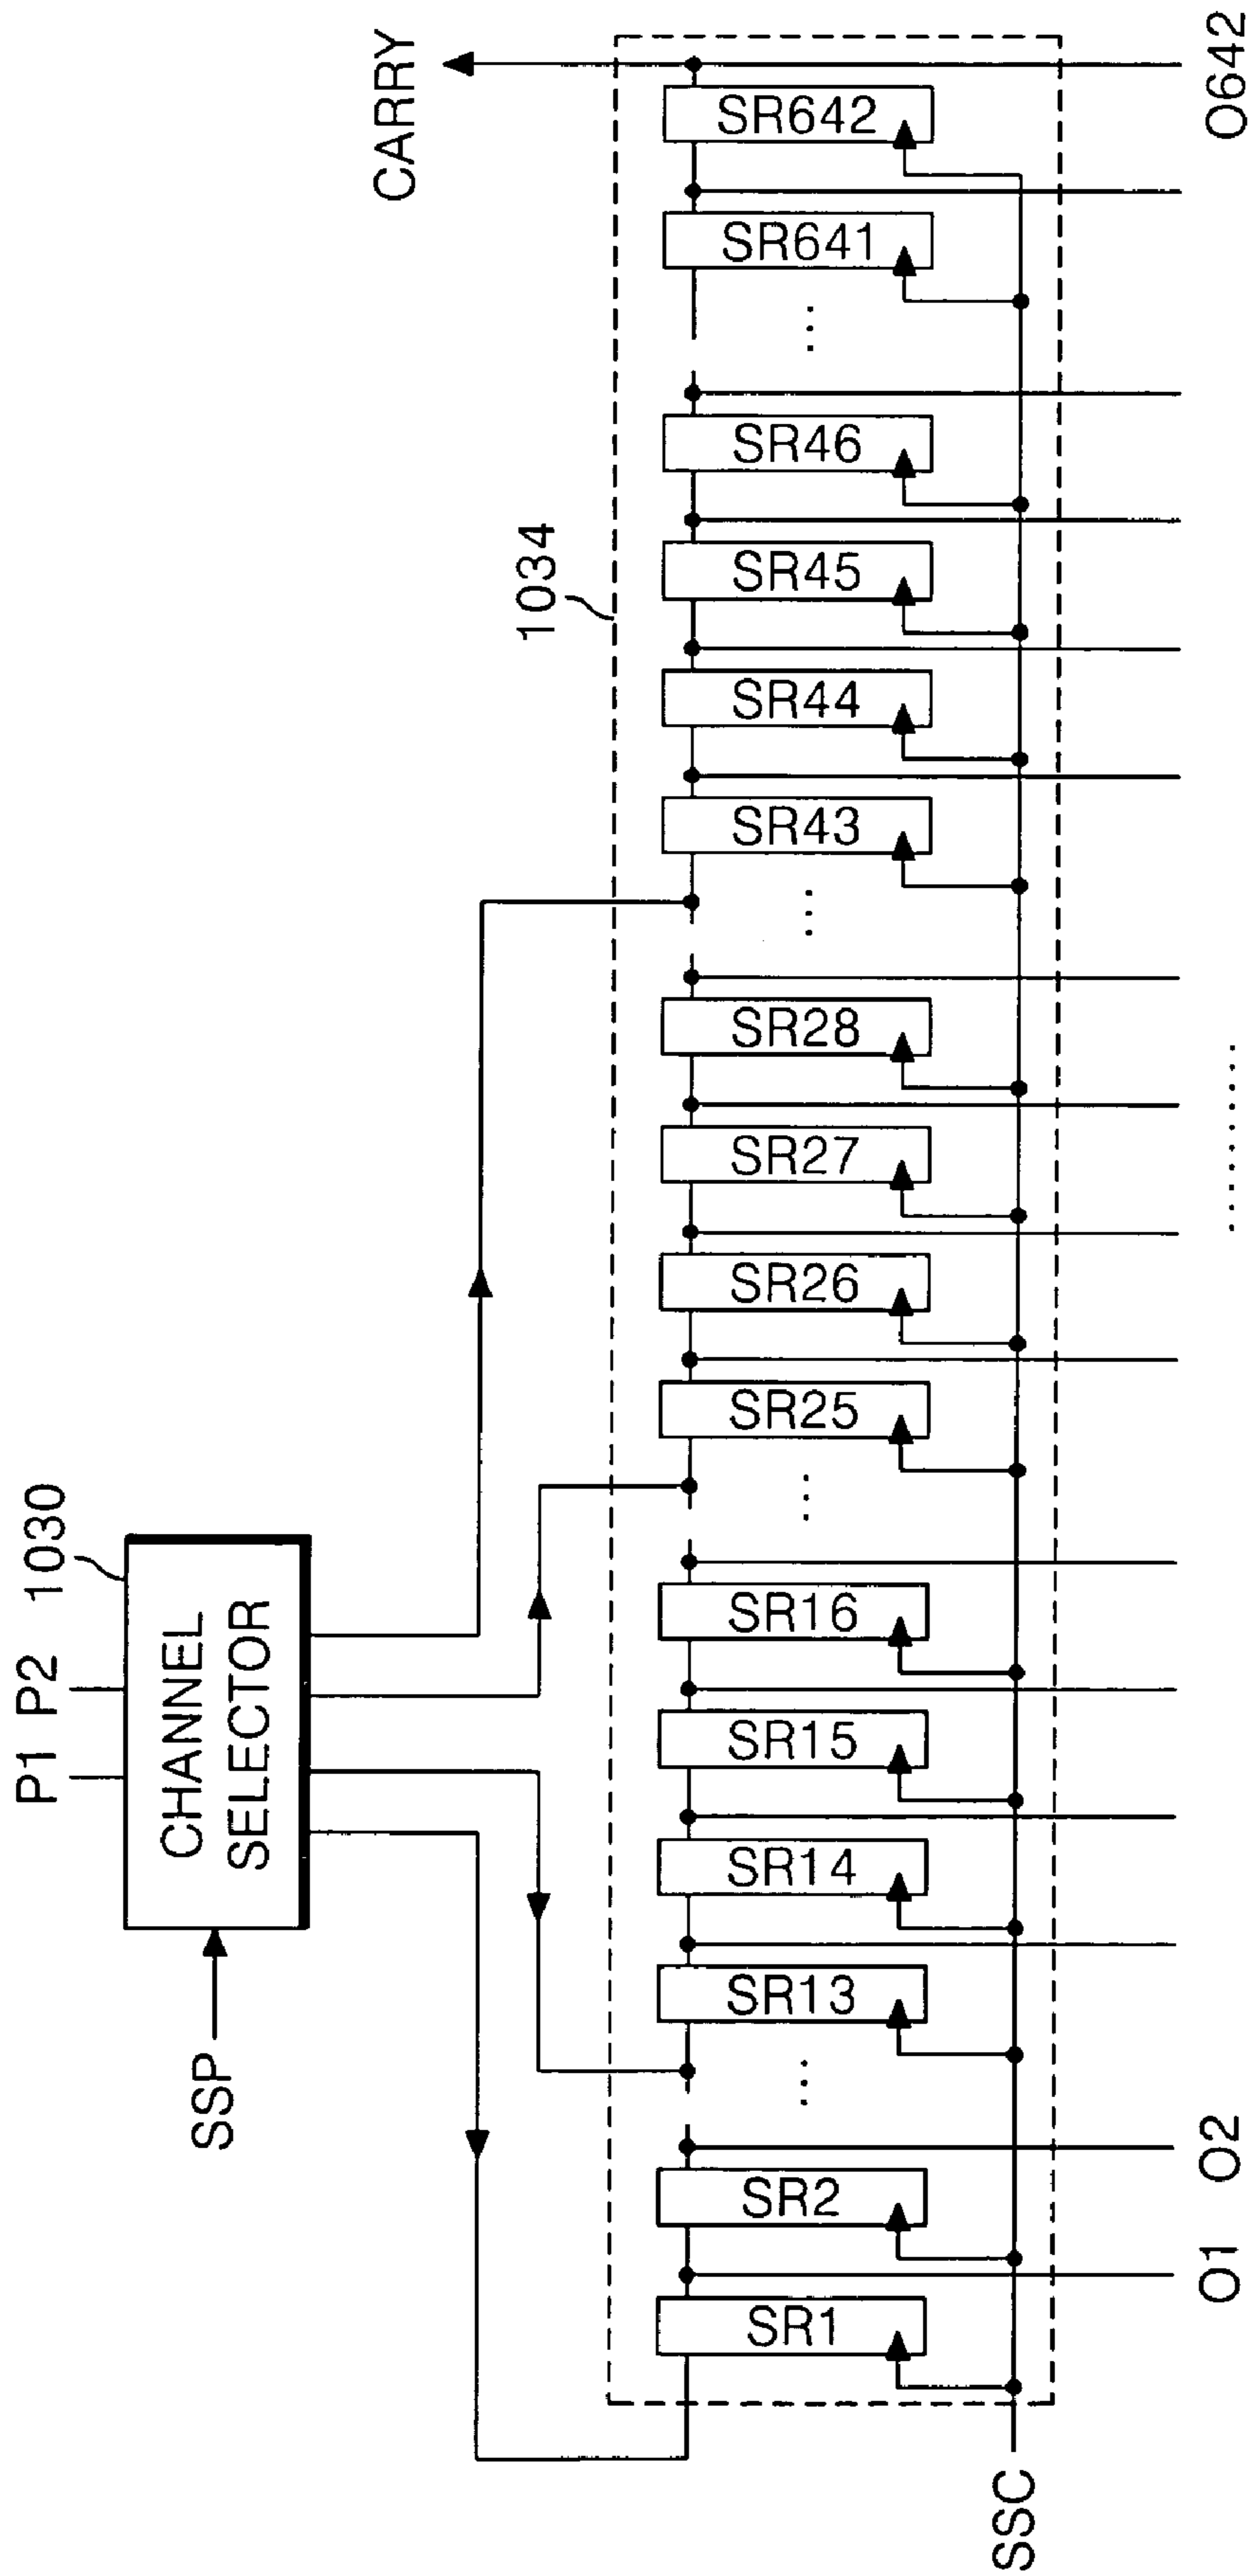 P1 P2 1030
CHANNEL
SELECTOR
SSP
CARRY
1034
SR1
SR2
...
SR13
SR14
SR15
SR16
...
SR25
SR26
SR27
SR28
...
SR43
SR44
SR45
SR46
...
SR641
SR642
SSC
O1 O2 ......... O642